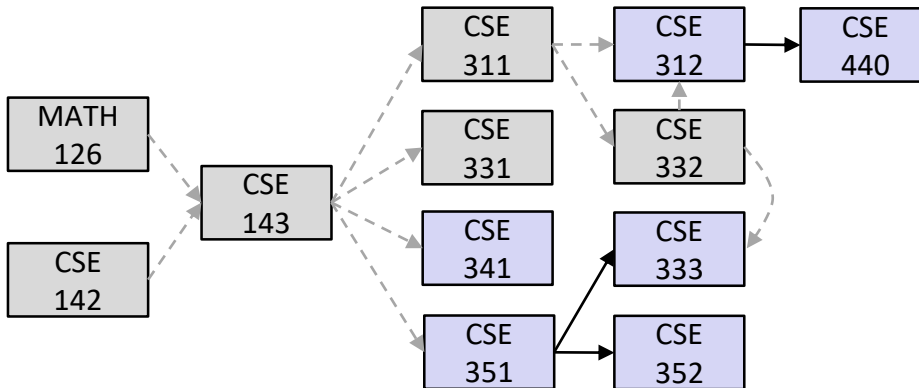 CSE
311
CSE
312
CSE
440
MATH
126
CSE
331
CSE
332
CSE
143
CSE
142
CSE
341
CSE
333
CSE
351
CSE
352